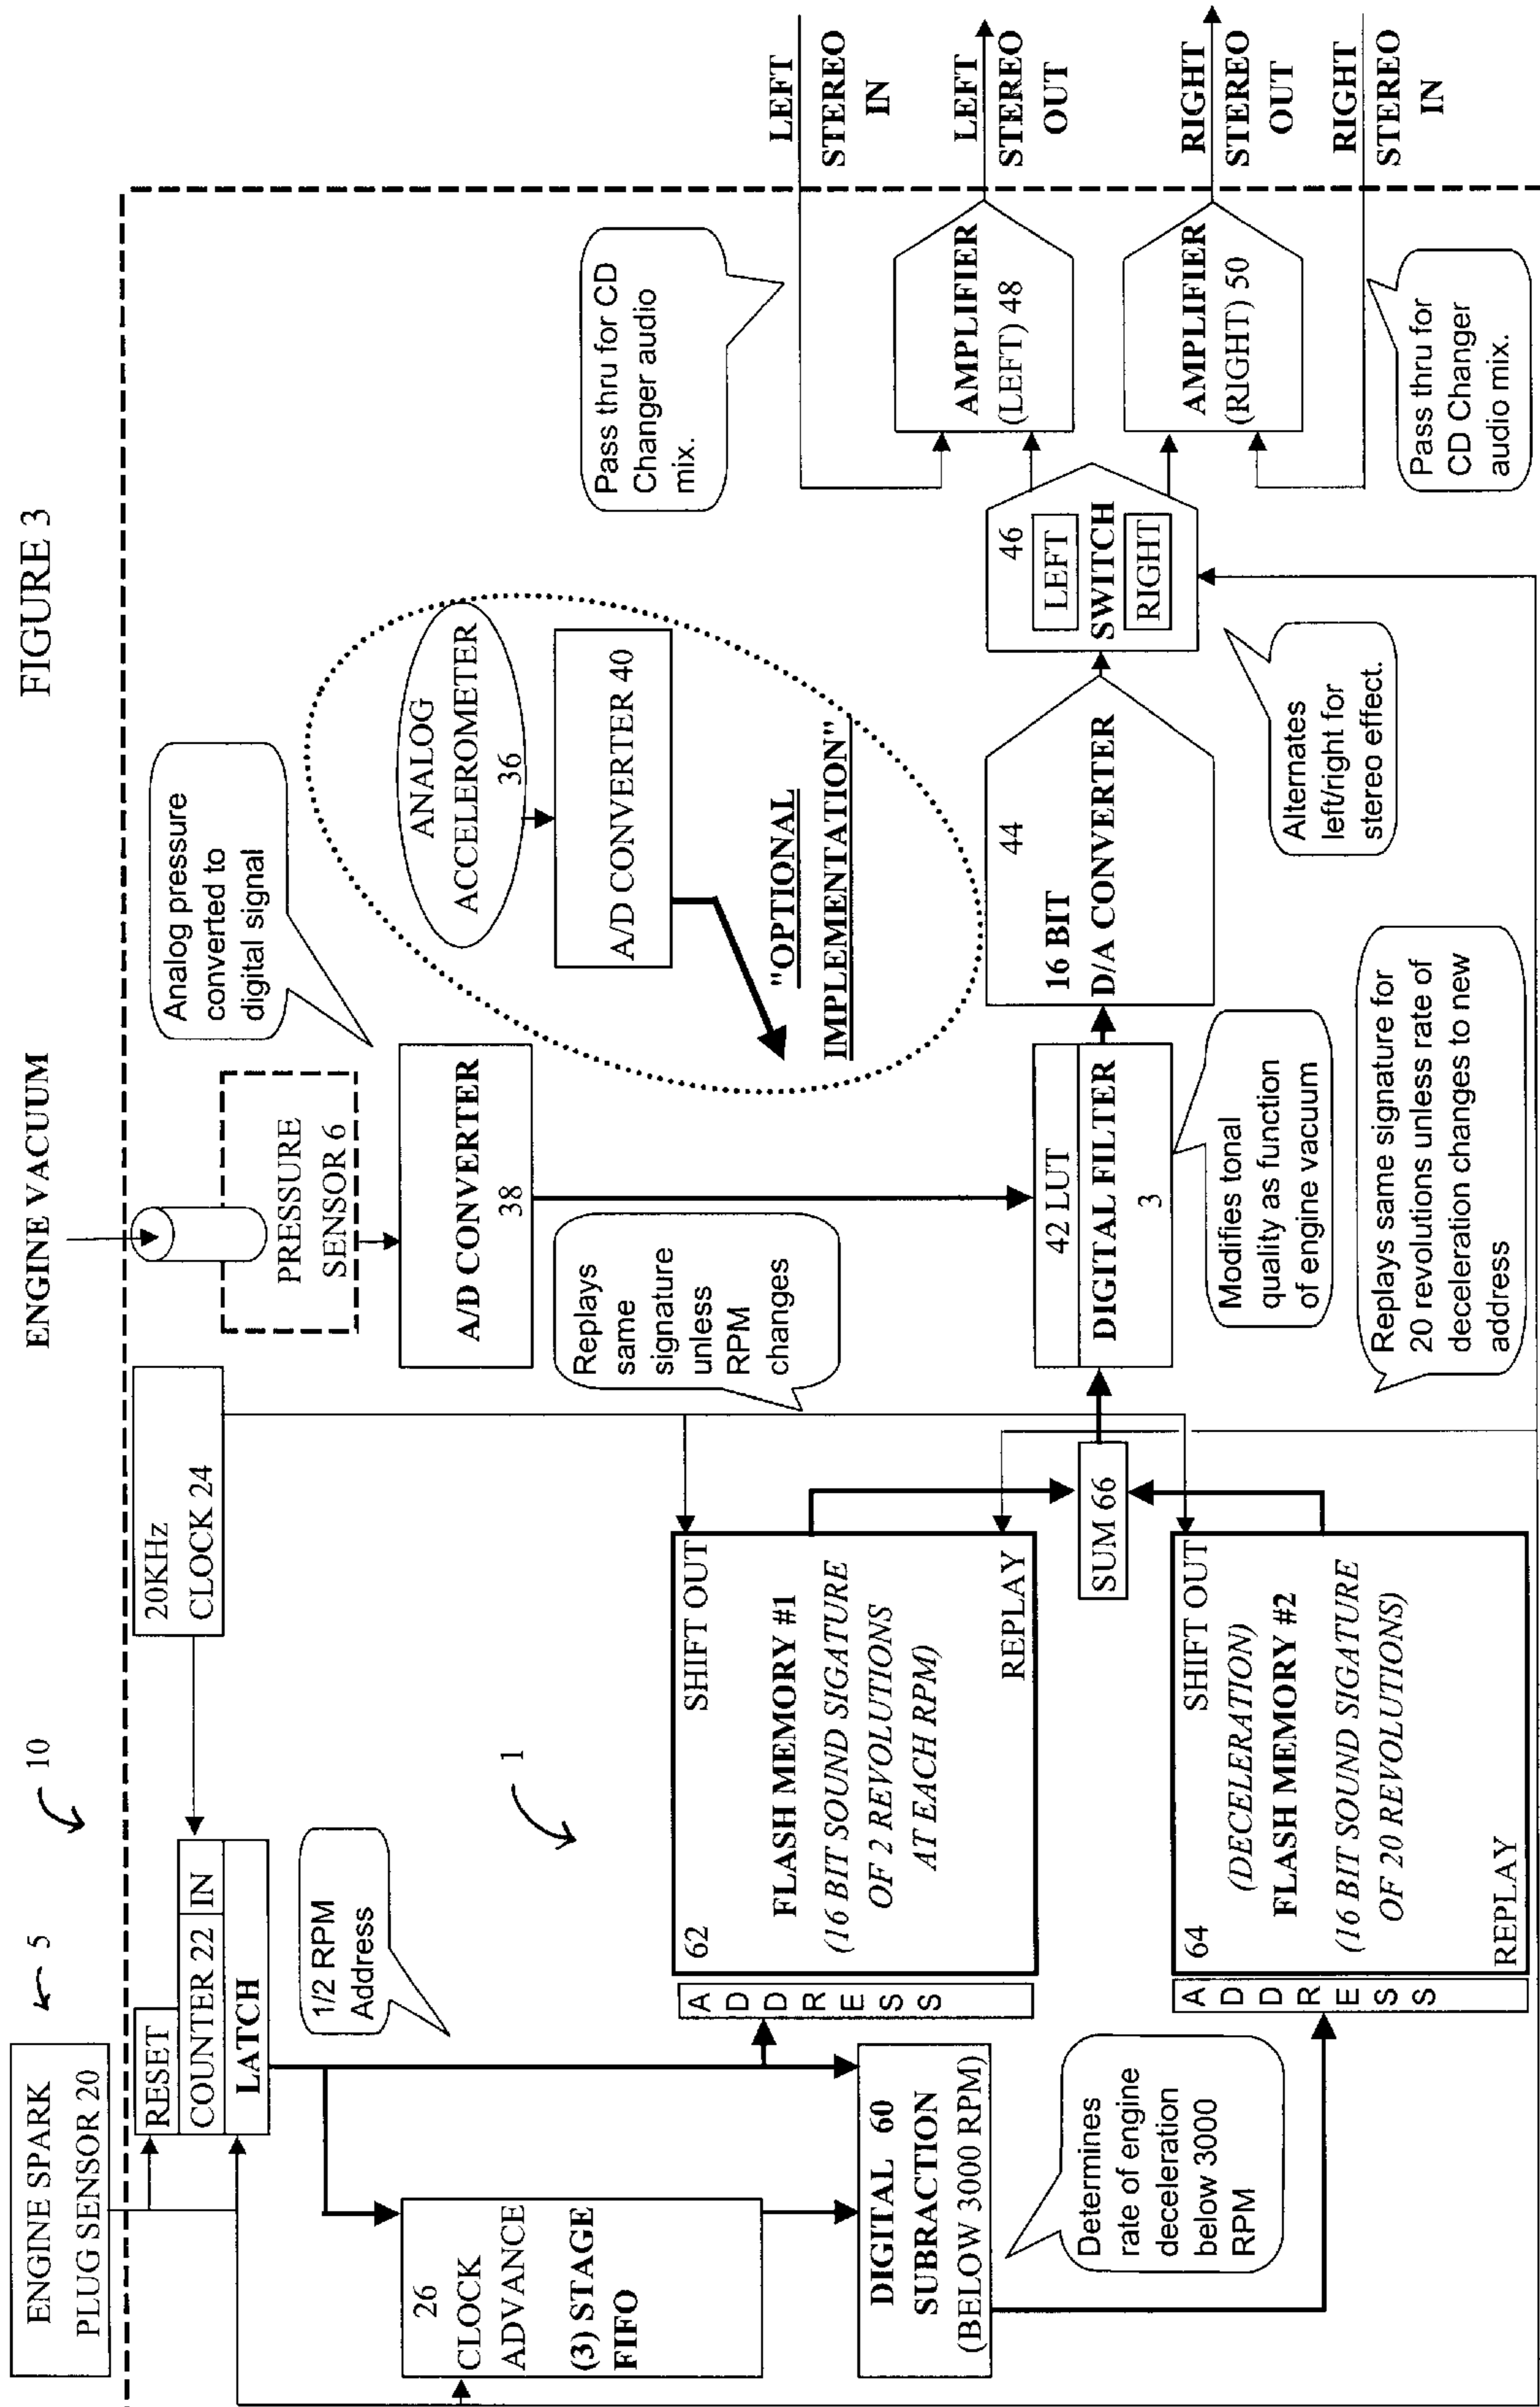 FIGURE 3
ENGINE SPARK
PLUG SENSOR 20
5
10
ENGINE VACUUM
RESET
COUNTER 22
IN
LATCH
20KHz
CLOCK 24
PRESSURE
SENSOR 6
Analog pressure
converted to
digital signal
A/D CONVERTER
38
ANALOG
ACCELEROMETER
36
A/D CONVERTER 40
"OPTIONAL
IMPLEMENTATION"
1/2 RPM
Address
1
26
CLOCK
ADVANCE
(3) STAGE
FIFO
Replays
same
signature
unless
RPM
changes
Pass thru for CD
Changer audio
mix.
LEFT
STEREO
IN
62
SHIFT OUT
A
D
D
R
E
S
S
FLASH MEMORY #1
(16 BIT SOUND SIGATURE
OF 2 REVOLUTIONS
AT EACH RPM)
REPLAY
DIGITAL 60
SUBRACTION
(BELOW 3000 RPM)
Determines
rate of engine
deceleration
below 3000
RPM
SUM 66
42 LUT
DIGITAL FILTER
3
44
16 BIT
D/A CONVERTER
46
LEFT
SWITCH
RIGHT
AMPLIFIER
(LEFT) 48
LEFT
STEREO
OUT
AMPLIFIER
(RIGHT) 50
RIGHT
STEREO
OUT
RIGHT
STEREO
IN
64
SHIFT OUT
A
D
D
R
E
S
S
(DECELERATION)
FLASH MEMORY #2
(16 BIT SOUND SIGATURE
OF 20 REVOLUTIONS)
REPLAY
Modifies tonal
quality as function
of engine vacuum
Alternates
left/right for
stereo effect.
Pass thru for
CD Changer
audio mix.
Replays same signature for
20 revolutions unless rate of
deceleration changes to new
address